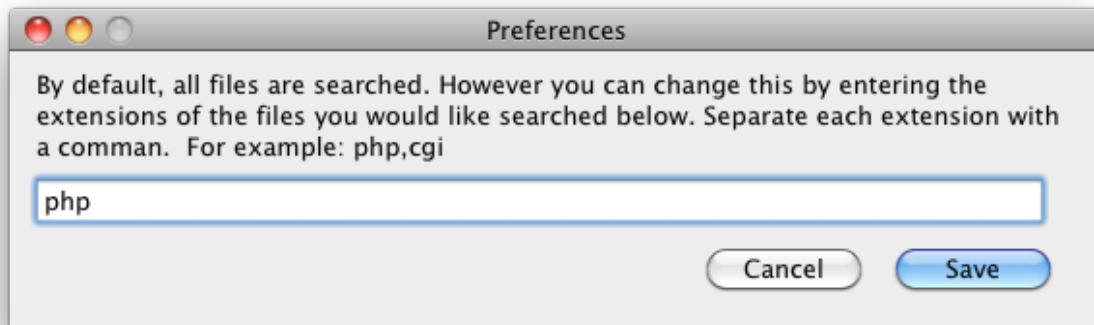 Preferences
By default, all files are searched. However you can change this by entering the
extensions of the files you would like searched below. Separate each extension with
a comman.  For example: php,cgi
php
Cancel
Save